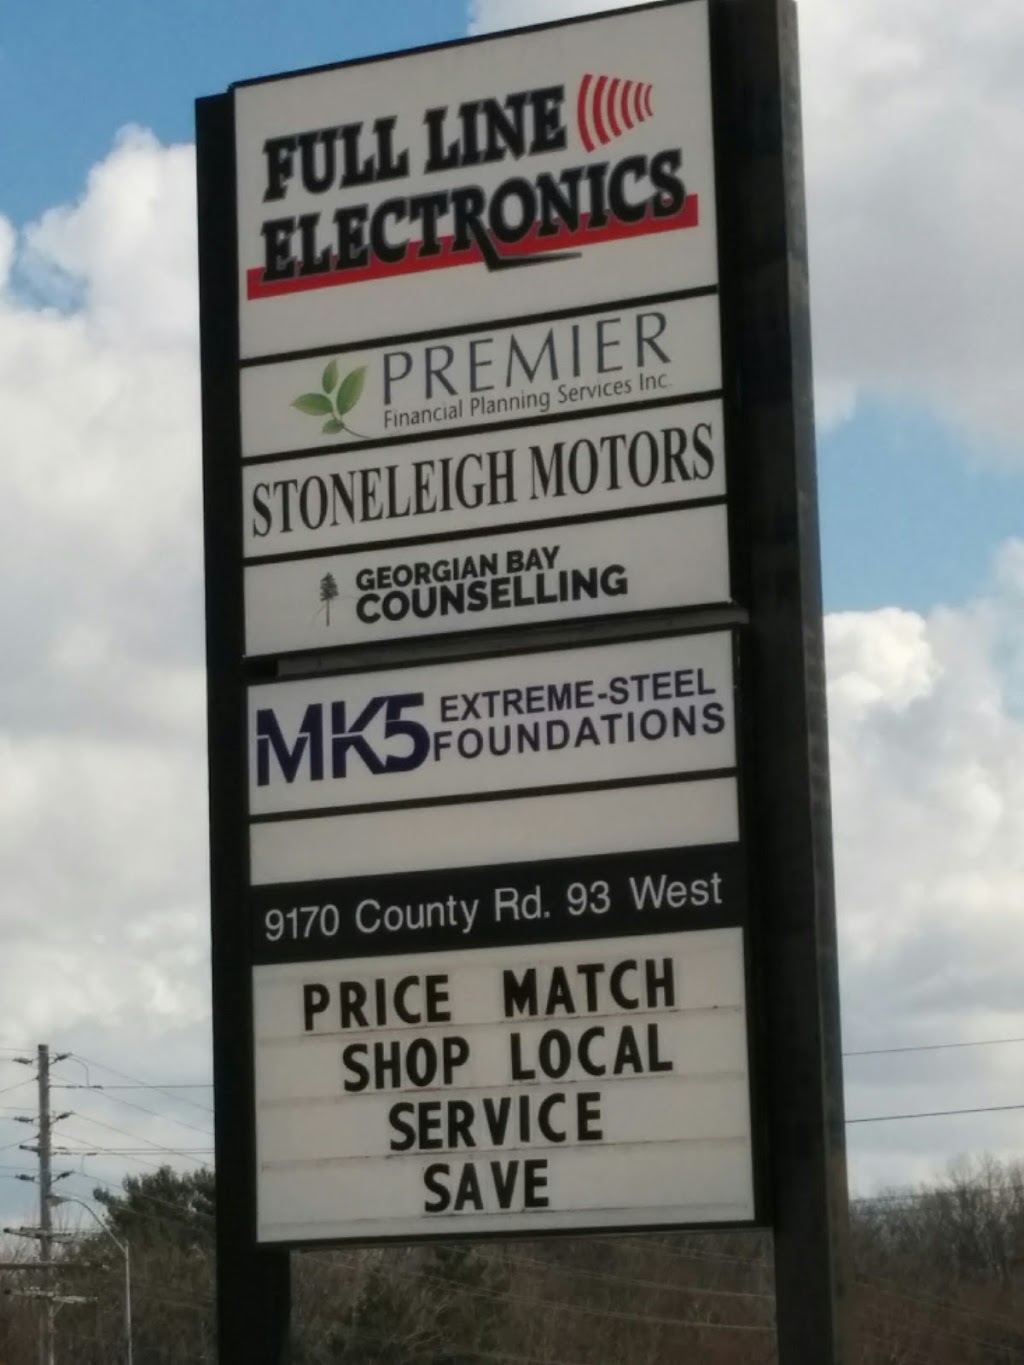 FULL LINE
ELECTRONICS
PREMIER
Financial Planning Services Inc.
STONELEIGH MOTORS
GEORGIAN BAY
COUNSELLING
MK5 EXTREME-STEEL
FOUNDATIONS
9170 County Rd. 93 West
PRICE MATCH
SHOP LOCAL
SERVICE
SAVE